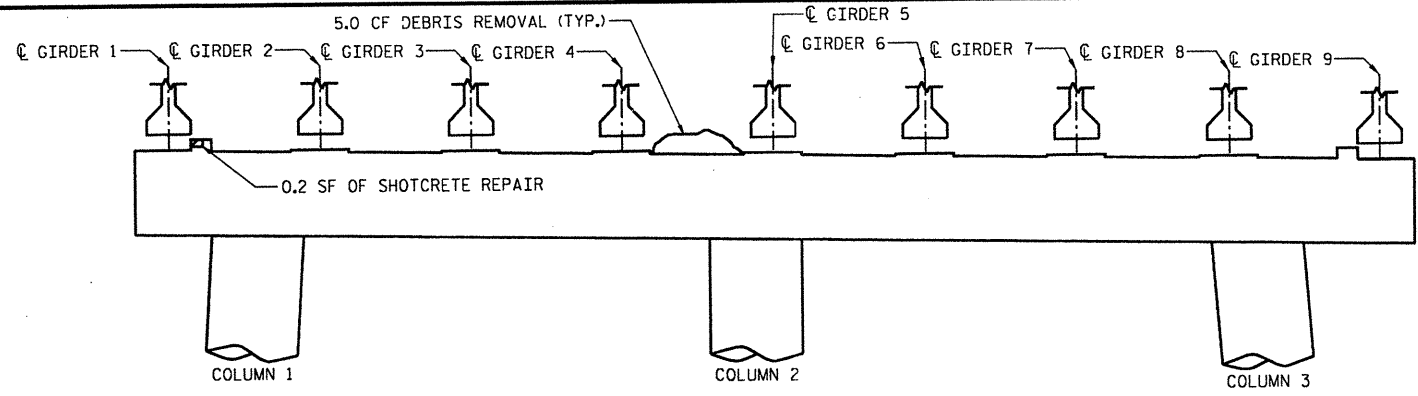 5.0 CF DEBRIS REMOVAL (TYP.)
℄ GIRDER 5
℄ GIRDER 1
℄ GIRDER 2
℄ GIRDER 3
℄ GIRDER 4
℄ GIRDER 6
℄ GIRDER 7
℄ GIRDER 8
℄ GIRDER 9
0.2 SF OF SHOTCRETE REPAIR
COLUMN 1
COLUMN 2
COLUMN 3